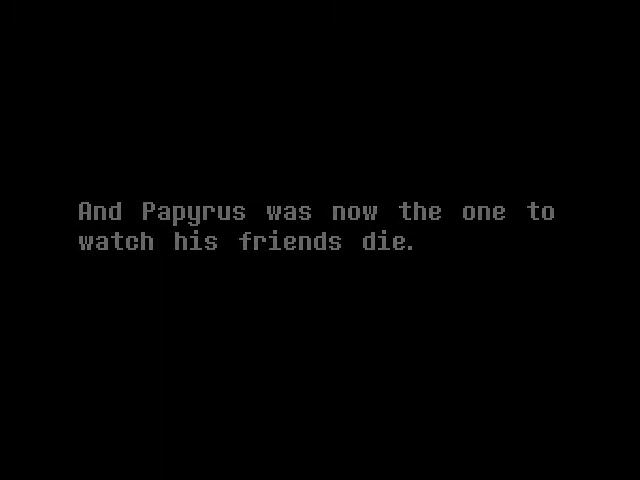 And Papyrus was now the one to
watch his friends die.